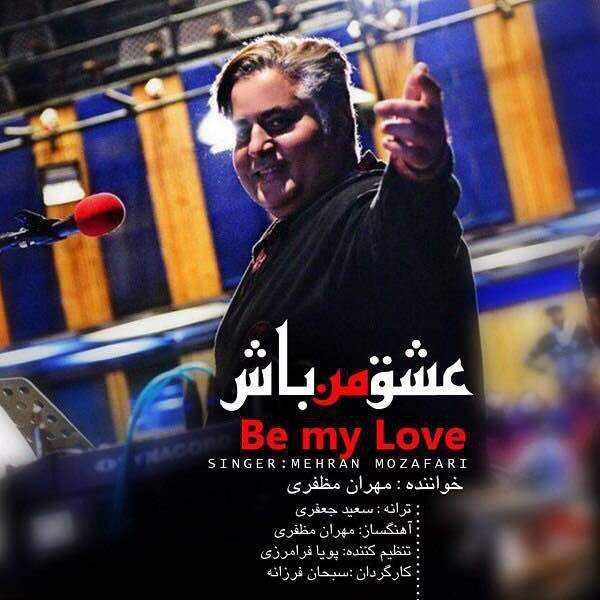 DYNACORD
عشق من باش
Be my Love
SINGER:MEHRAN MOZAFARI
خواننده : مهران مظفری
ترانه : سعید جعفری
آهنگساز: مهران مظفری
تنظیم کننده: پویا فرامرزی
کارگردان :سبحان فرزانه